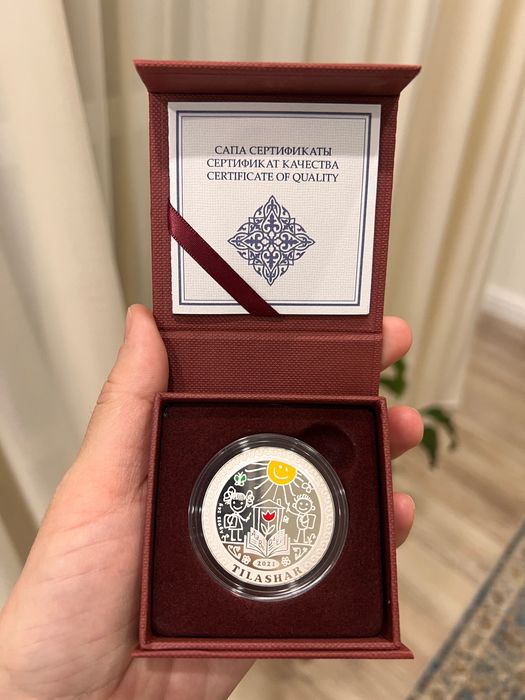 САПА СЕРТИФИКАТЫ
СЕРТИФИКАТ КАЧЕСТВА
CERTIFICATE OF QUALITY
2021
TILASHAR